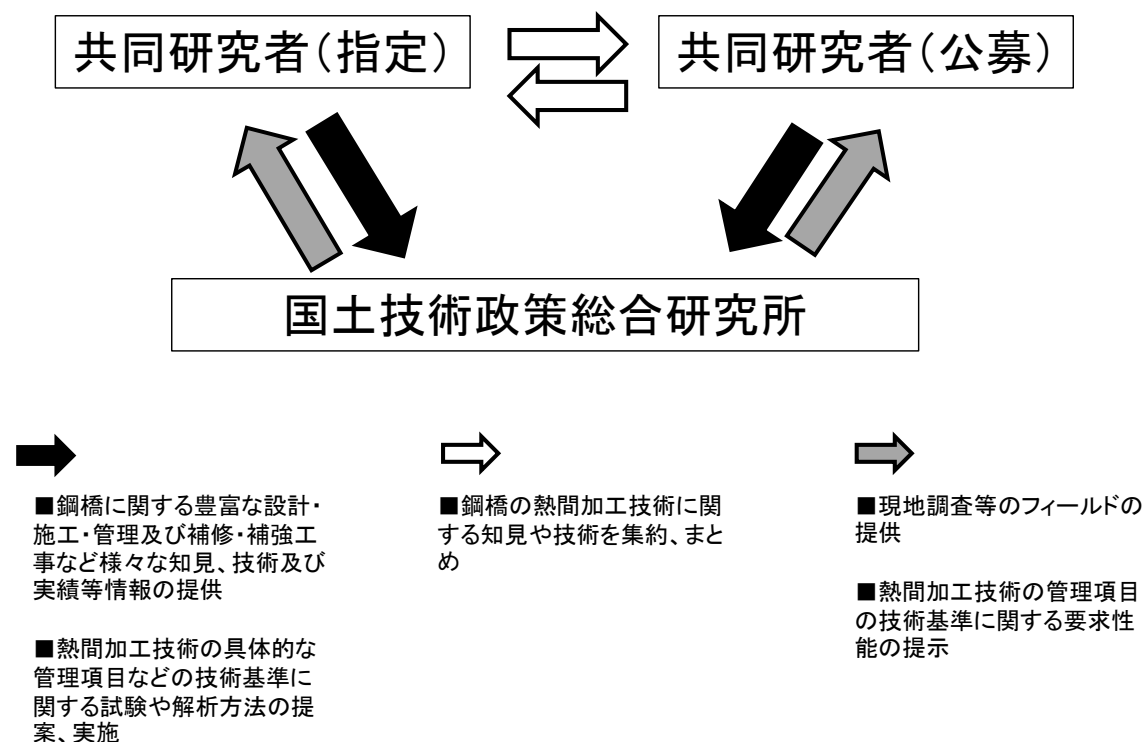 共同研究者(指定)
共同研究者(公募)
国土技術政策総合研究所
■鋼橋に関する豊富な設計・
施工・管理及び補修・補強工
事など様々な知見、技術及び
実績等情報の提供
■熱間加工技術の具体的な
管理項目などの技術基準に
関する試験や解析方法の提
案、実施
■鋼橋の熱間加工技術に関
する知見や技術を集約、まと
め
■現地調査等のフィールドの
提供
■熱間加工技術の管理項目
の技術基準に関する要求性
能の提示